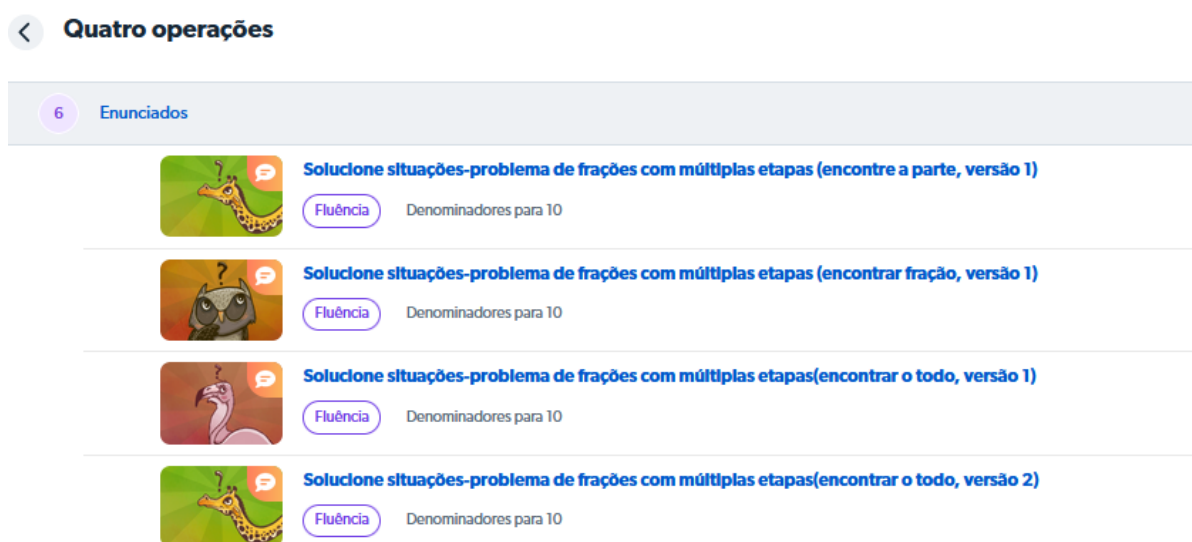 Quatro operações
6 Enunciados
Solucione situações-problema de frações com múltiplas etapas (encontre a parte, versão 1)
Fluência Denominadores para 10
Solucione situações-problema de frações com múltiplas etapas (encontrar fração, versão 1)
Fluência Denominadores para 10
Solucione situações-problema de frações com múltiplas etapas(encontrar o todo, versão 1)
Fluência Denominadores para 10
Solucione situações-problema de frações com múltiplas etapas(encontrar o todo, versão 2)
Fluência Denominadores para 10